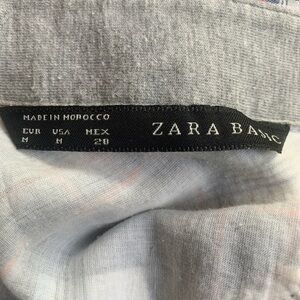 MADE IN MOROCCO
EUR USA MEX
M M 28
ZARA BASIC